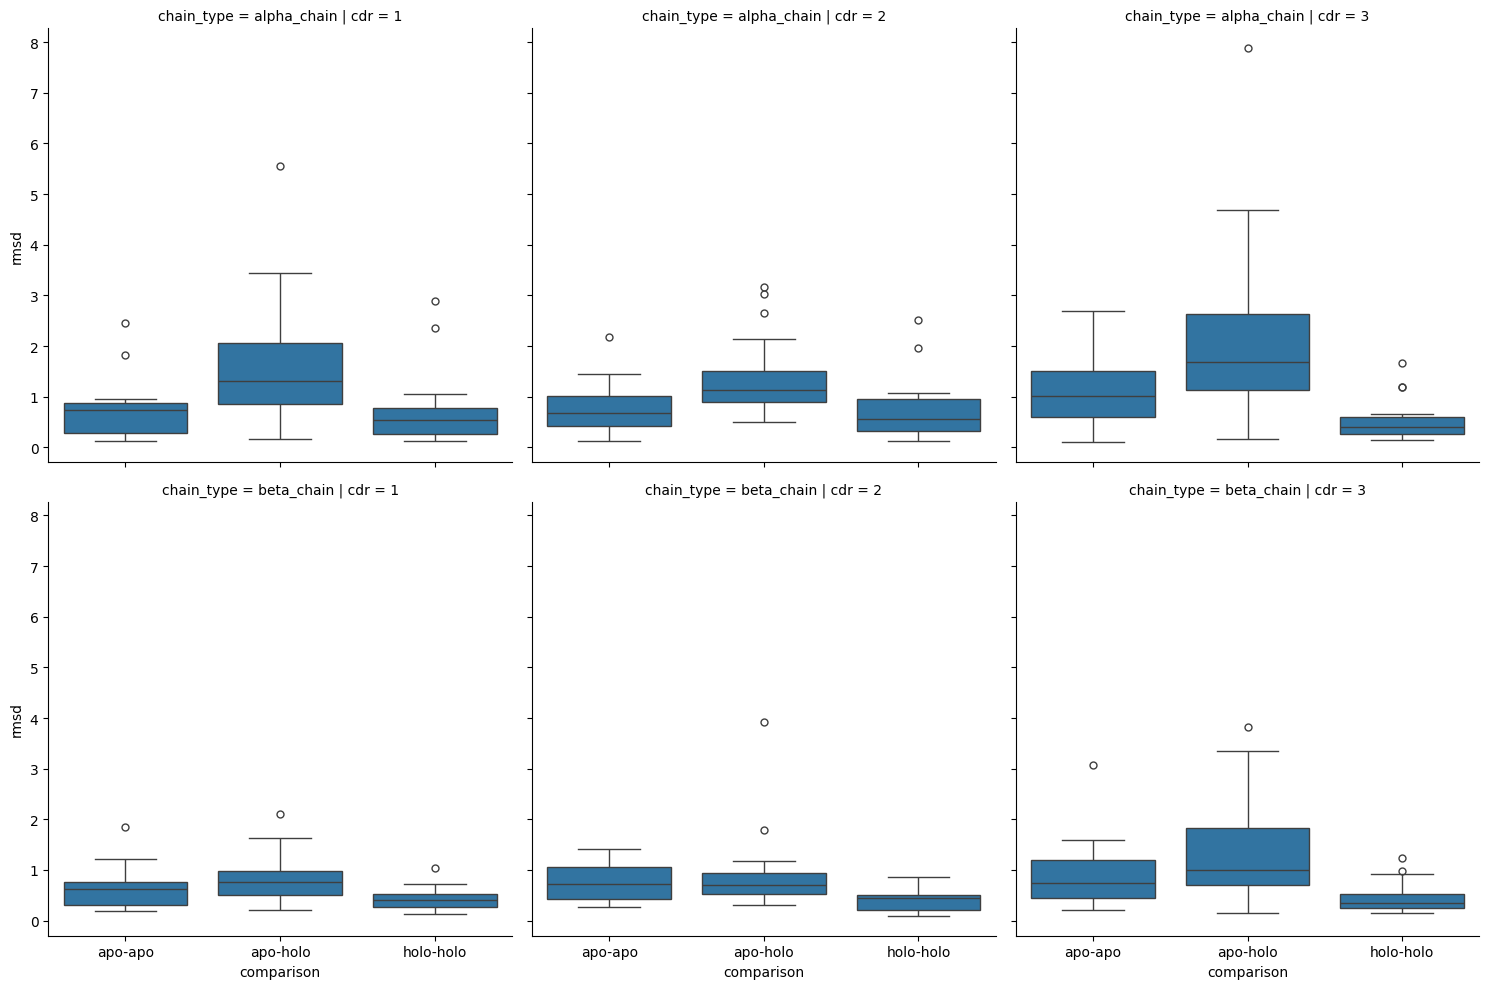 chain_type = alpha_chain | cdr = 1
chain_type = alpha_chain | cdr = 2
chain_type = alpha_chain | cdr = 3
8
7
6
5
4
3
2
1
0
rmsd
chain_type = beta_chain | cdr = 1
chain_type = beta_chain | cdr = 2
chain_type = beta_chain | cdr = 3
8
7
6
5
4
3
2
1
0
rmsd
apo-apo apo-holo holo-holo
comparison
apo-apo apo-holo holo-holo
comparison
apo-apo apo-holo holo-holo
comparison